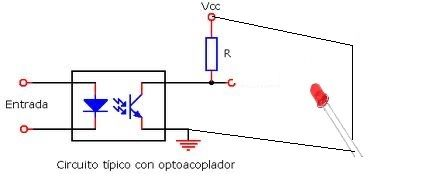 Vcc
R
Entrada
Circuito típico con optoacoplador